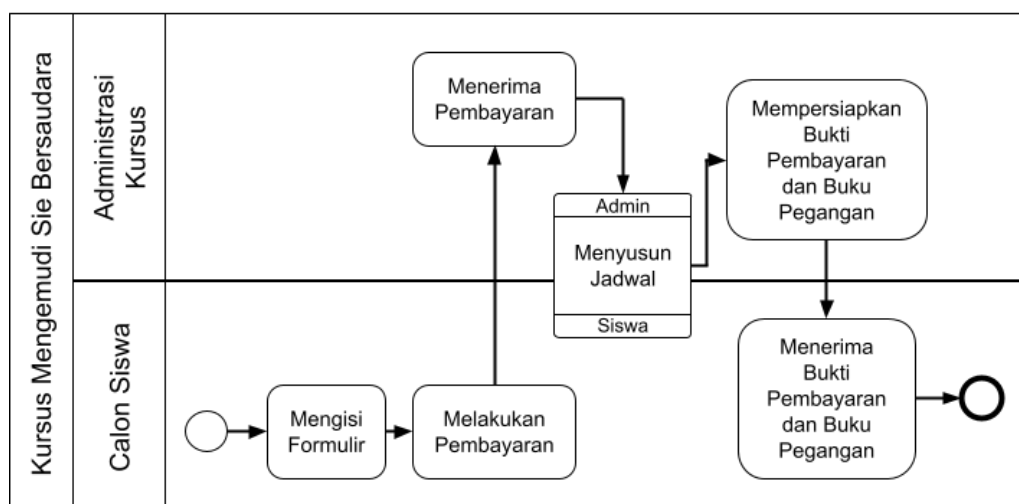 Kursus Mengemudi Sie Bersaudara
Administrasi
Kursus
Menerima
Pembayaran
Admin
Menyusun
Jadwal
Siswa
Mempersiapkan
Bukti
Pembayaran
dan Buku
Pegangan
Calon Siswa
Mengisi
Formulir
Melakukan
Pembayaran
Menerima
Bukti
Pembayaran
dan Buku
Pegangan